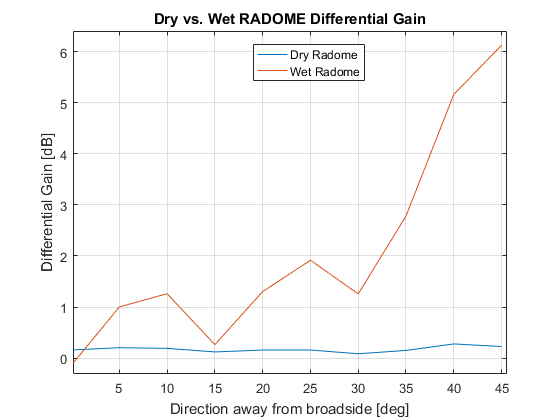 Dry vs. Wet RADOME Differential Gain
Dry Radome
Wet Radome
Differential Gain [dB]
6
5
4
3
2
1
0
5 10 15 20 25 30 35 40 45
Direction away from broadside [deg]